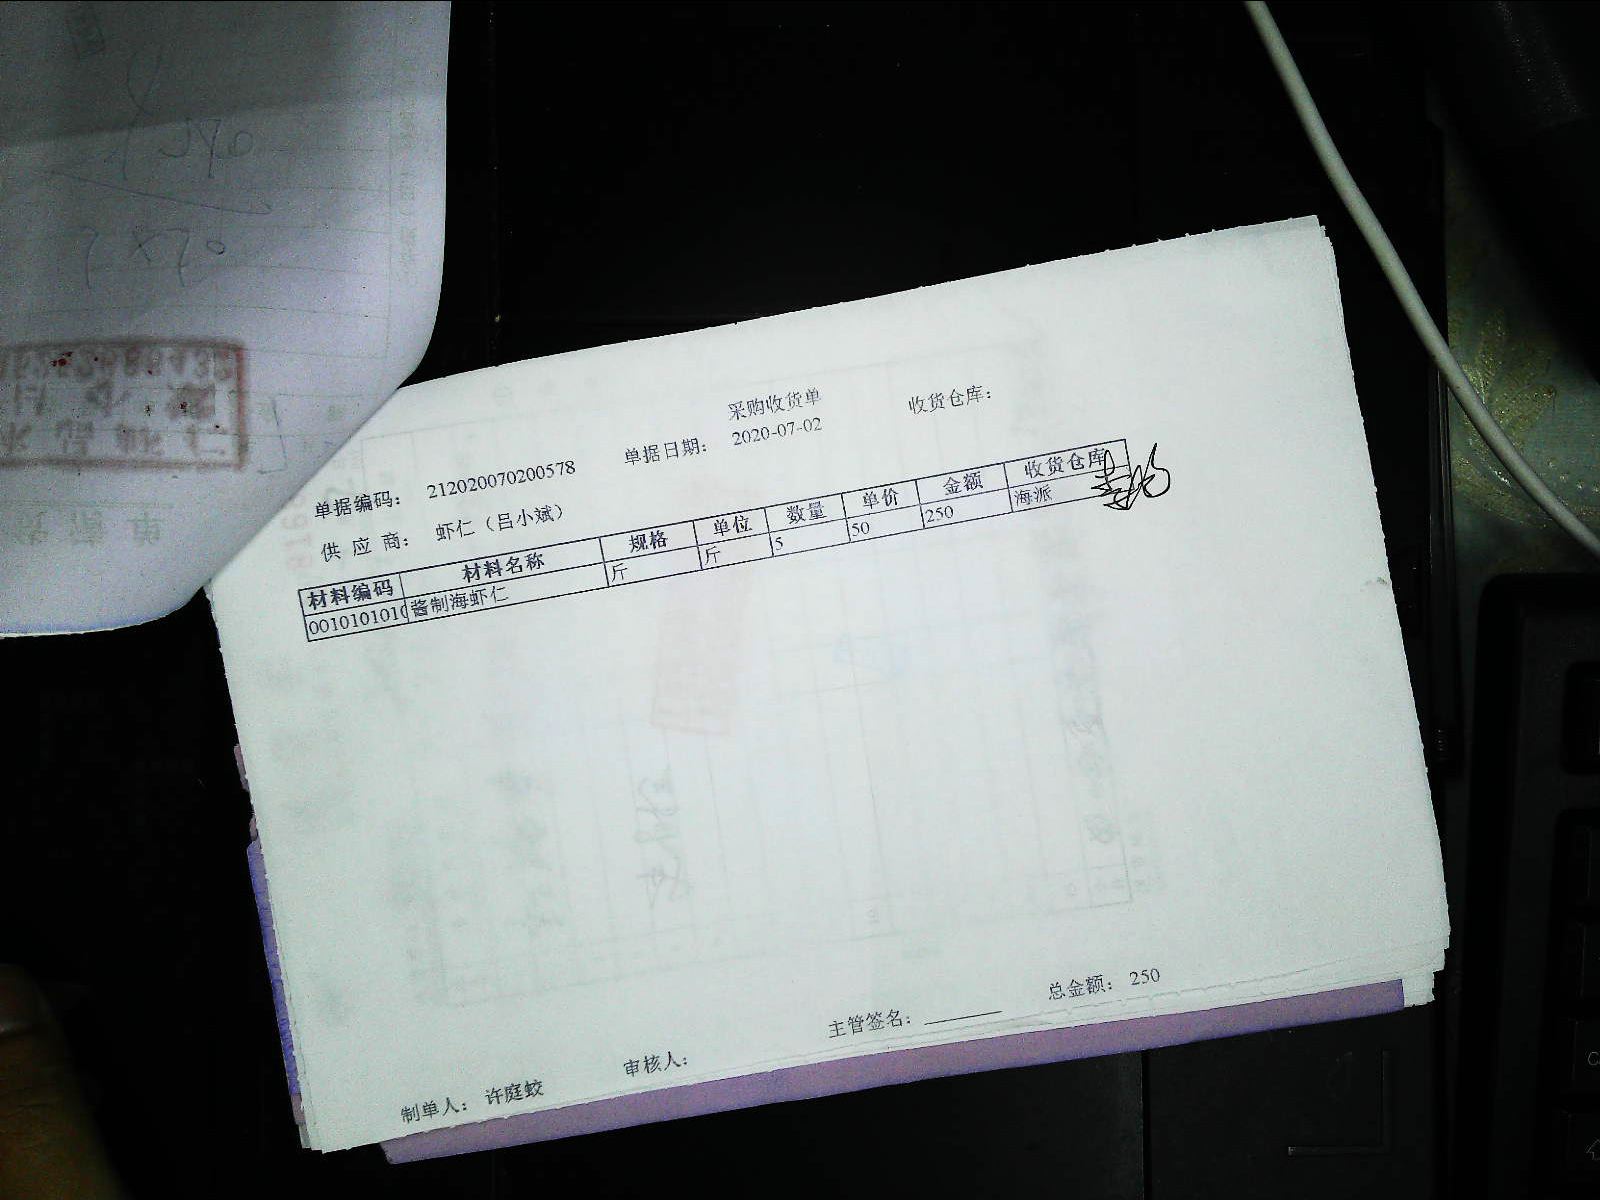 采购收货单
收货仓库：
单据编码： 212020070200578
单据日期： 2020-07-02
供 应 商： 虾仁（吕小斌）
材料编码 材料名称 规格 单位 数量 单价 金额 收货仓库
001010101 酱制海虾仁 斤 斤 5 50 250 海派
总金额： 250
主管签名：
审核人：
制单人： 许庭蛟